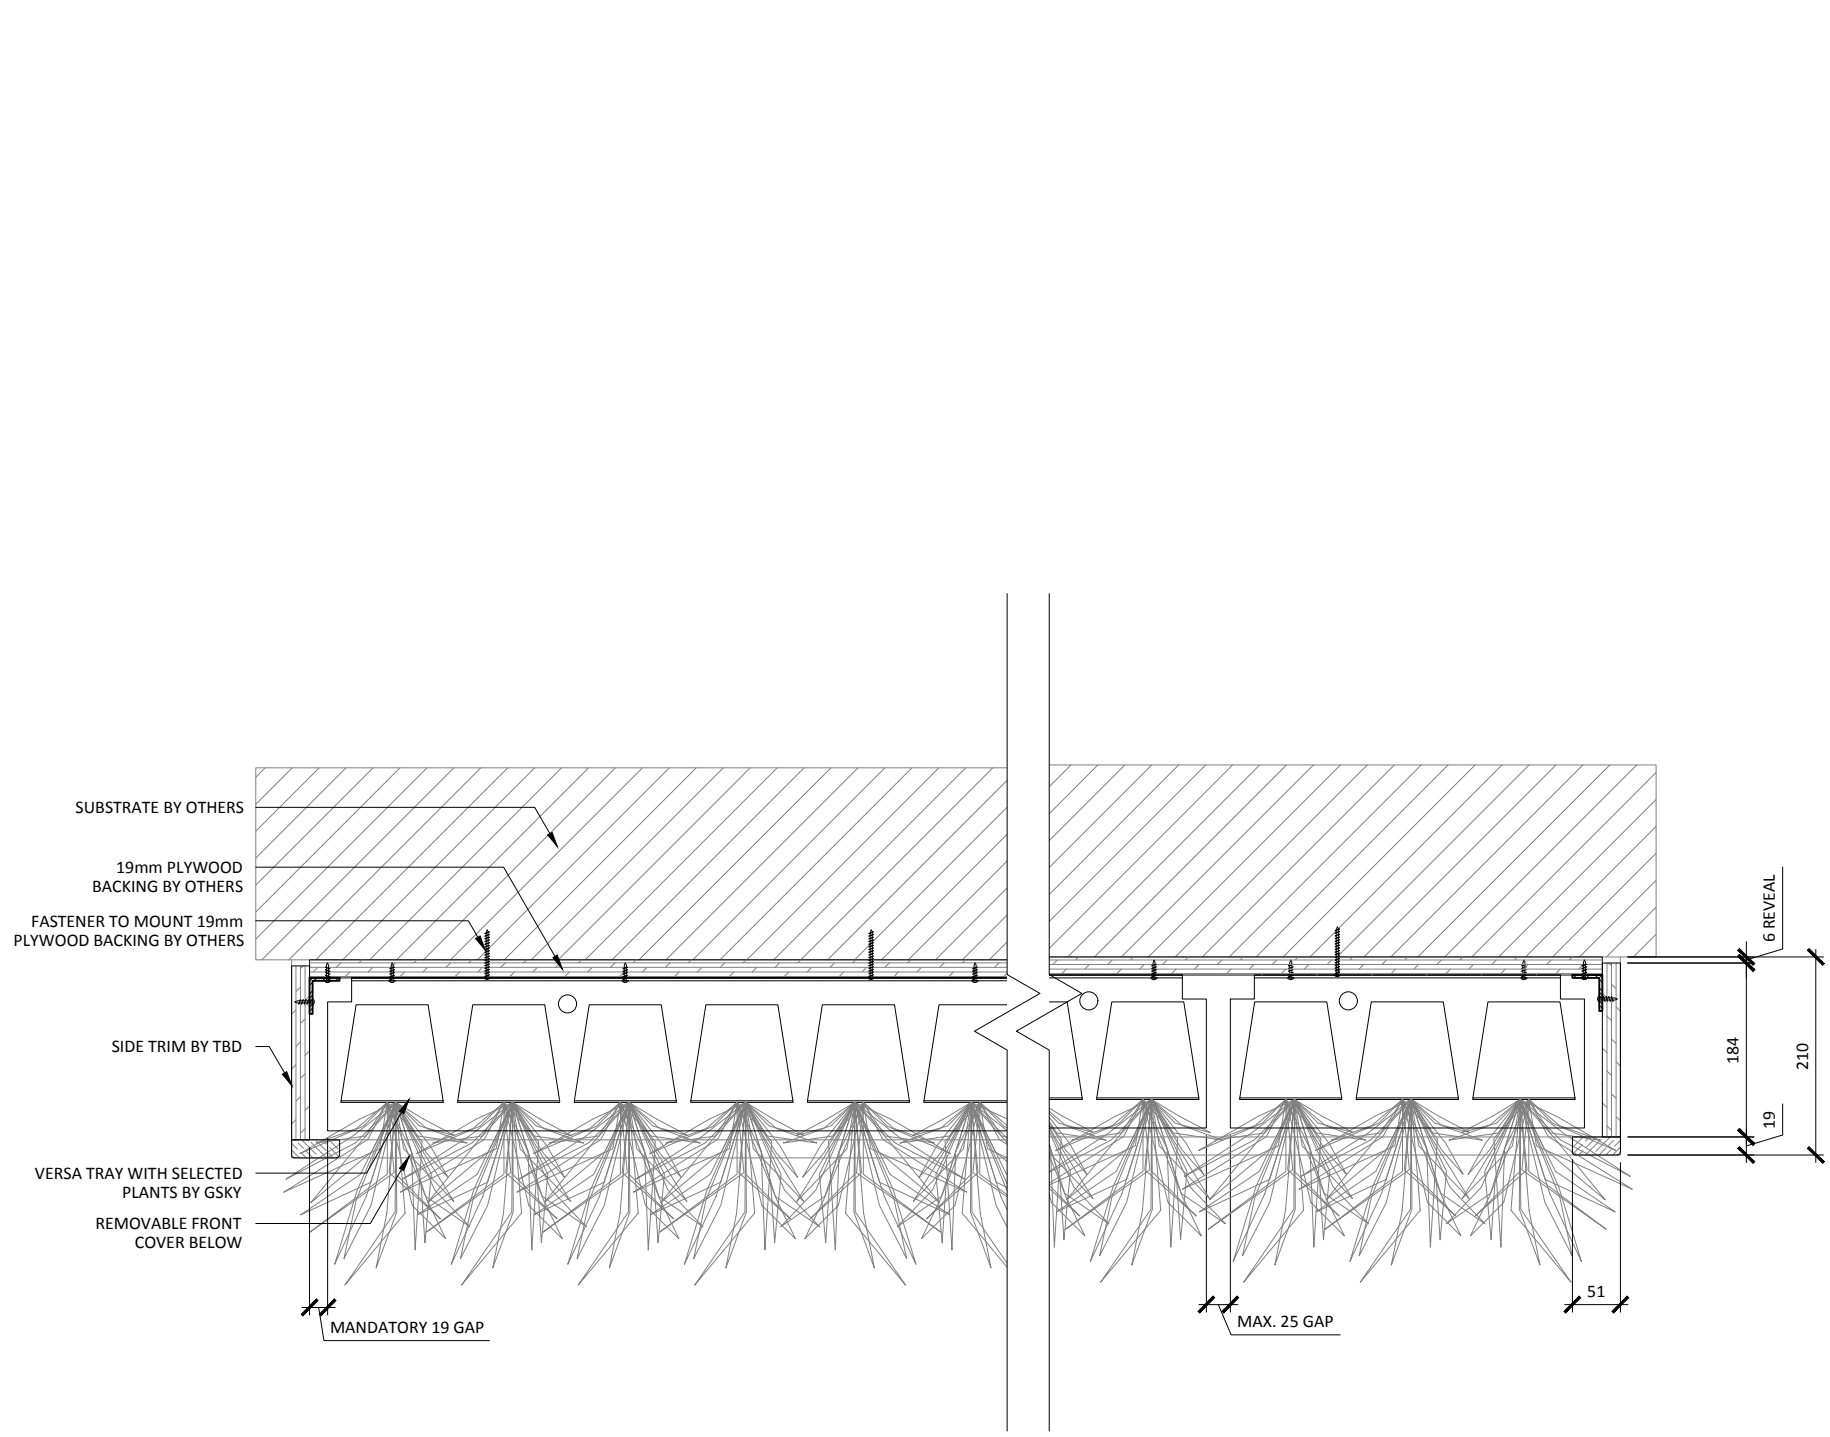 SUBSTRATE BY OTHERS
19mm PLYWOOD
BACKING BY OTHERS
FASTENER TO MOUNT 19mm
PLYWOOD BACKING BY OTHERS
SIDE TRIM BY TBD
VERSA TRAY WITH SELECTED
PLANTS BY GSKY
REMOVABLE FRONT
COVER BELOW
MANDATORY 19 GAP
MAX. 25 GAP
51
6 REVEAL
184
210
19